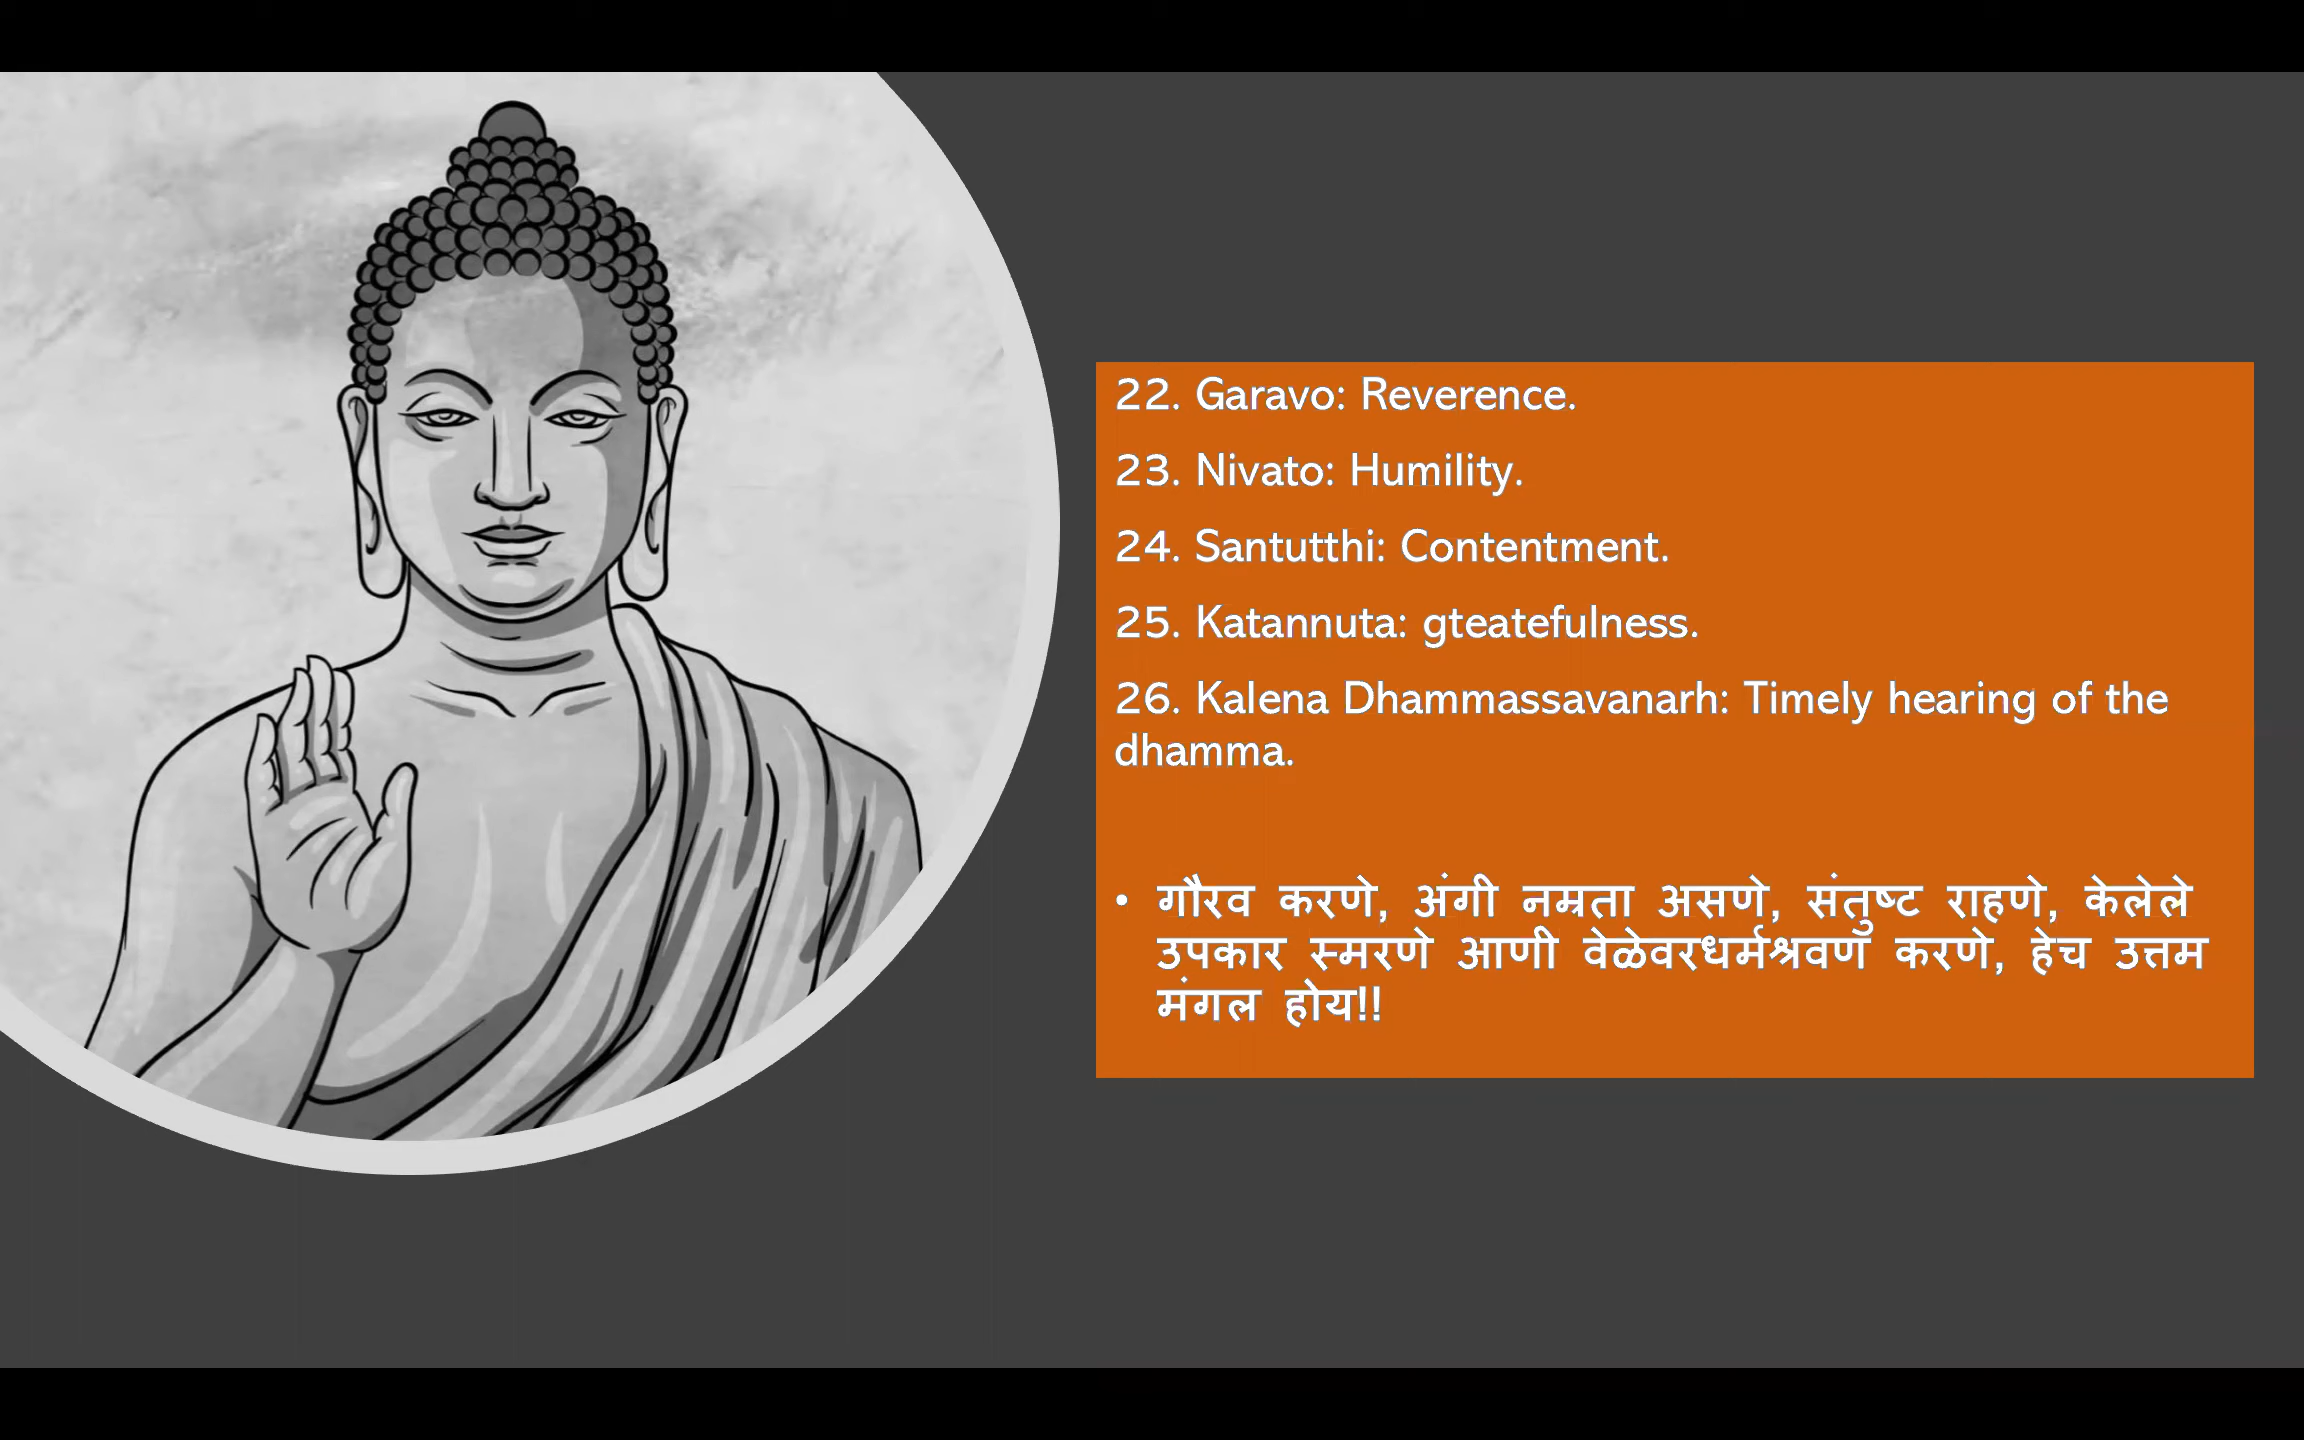 22. Garavo: Reverence.
23. Nivato: Humility.
24. Santutthi: Contentment.
25. Katannuta: gteatefulness.
26. Kalena Dhammassavanarh: Timely hearing of the
dhamma.
• गौरव करणे, अंगी नम्रता असणे, संतुष्ट राहणे, केलेले
उपकार स्मरणे आणी वेळेवरधर्मश्रवण करणे, हेच उत्तम
मंगल होय!!